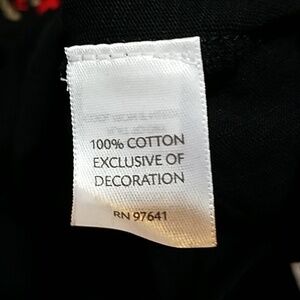 100% COTTON
EXCLUSIVE OF
DECORATION
RN 97641